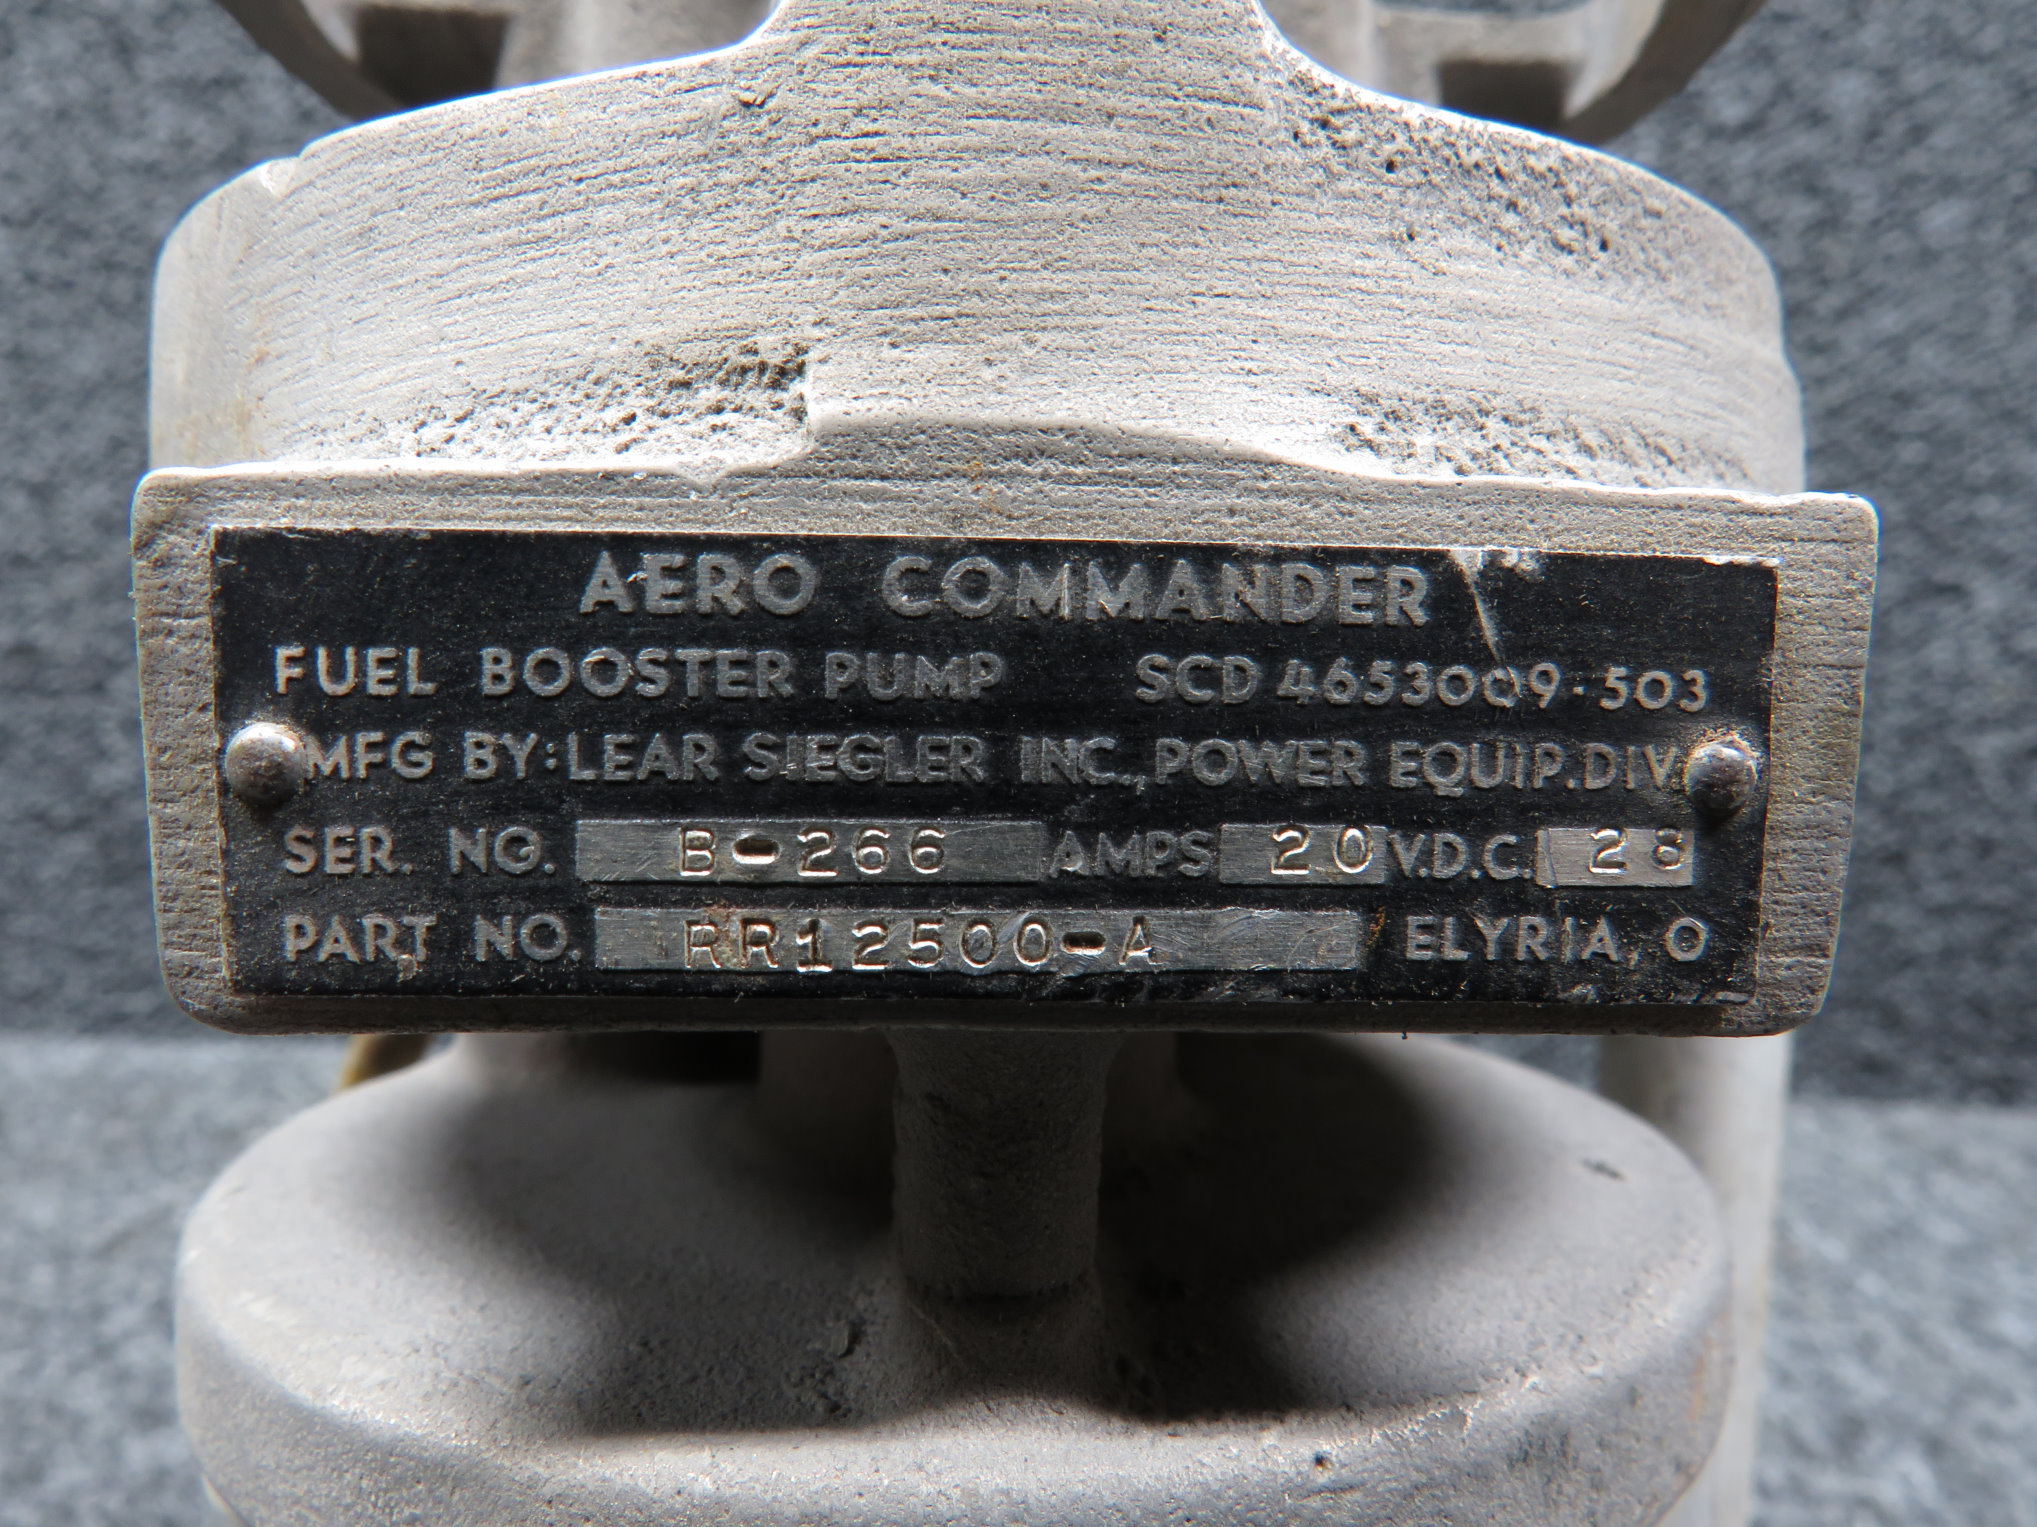 AERO COMMANDER
FUEL BOOSTER PUMP SCD 4653009-503
MFG BY: LEAR SIEGLER INC., POWER EQUIP. DIV.
SER. NO. B-266 AMPS 20 V.D.C. 28
PART NO. RR12500-A ELYRIA, O